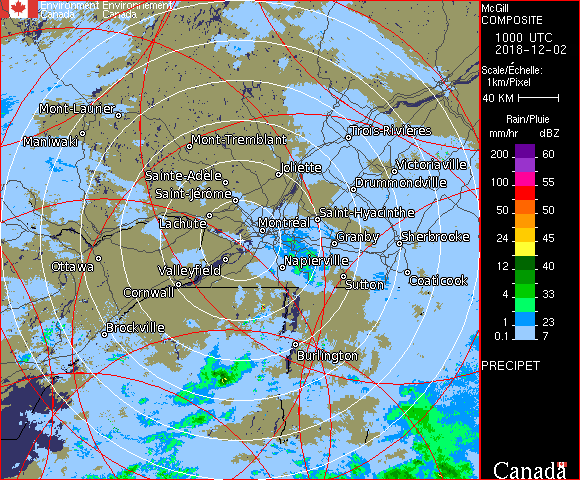 Environment Environnement
Canada Canada
McGill
COMPOSITE
1000 UTC
2018-12-02
Scale/Échelle:
1km/Pixel
40 KM
Rain/Pluie
mm/hr dBZ
200 60
100 55
50 50
24 45
12 40
4 33
1 23
0.1 7
PRECIPET
Canada
Mont-Laurier
Maniwaki
Mont-Tremblant
Trois-Rivières
Sainte-Adèle
Joliette
Victoriaville
Saint-Jérôme
Drummondville
Lachute
Montréal
Saint-Hyacinthe
Granby
Sherbrooke
Ottawa
Valleyfield
Napierville
Cornwall
Sutton
Coaticook
Brockville
Burlington